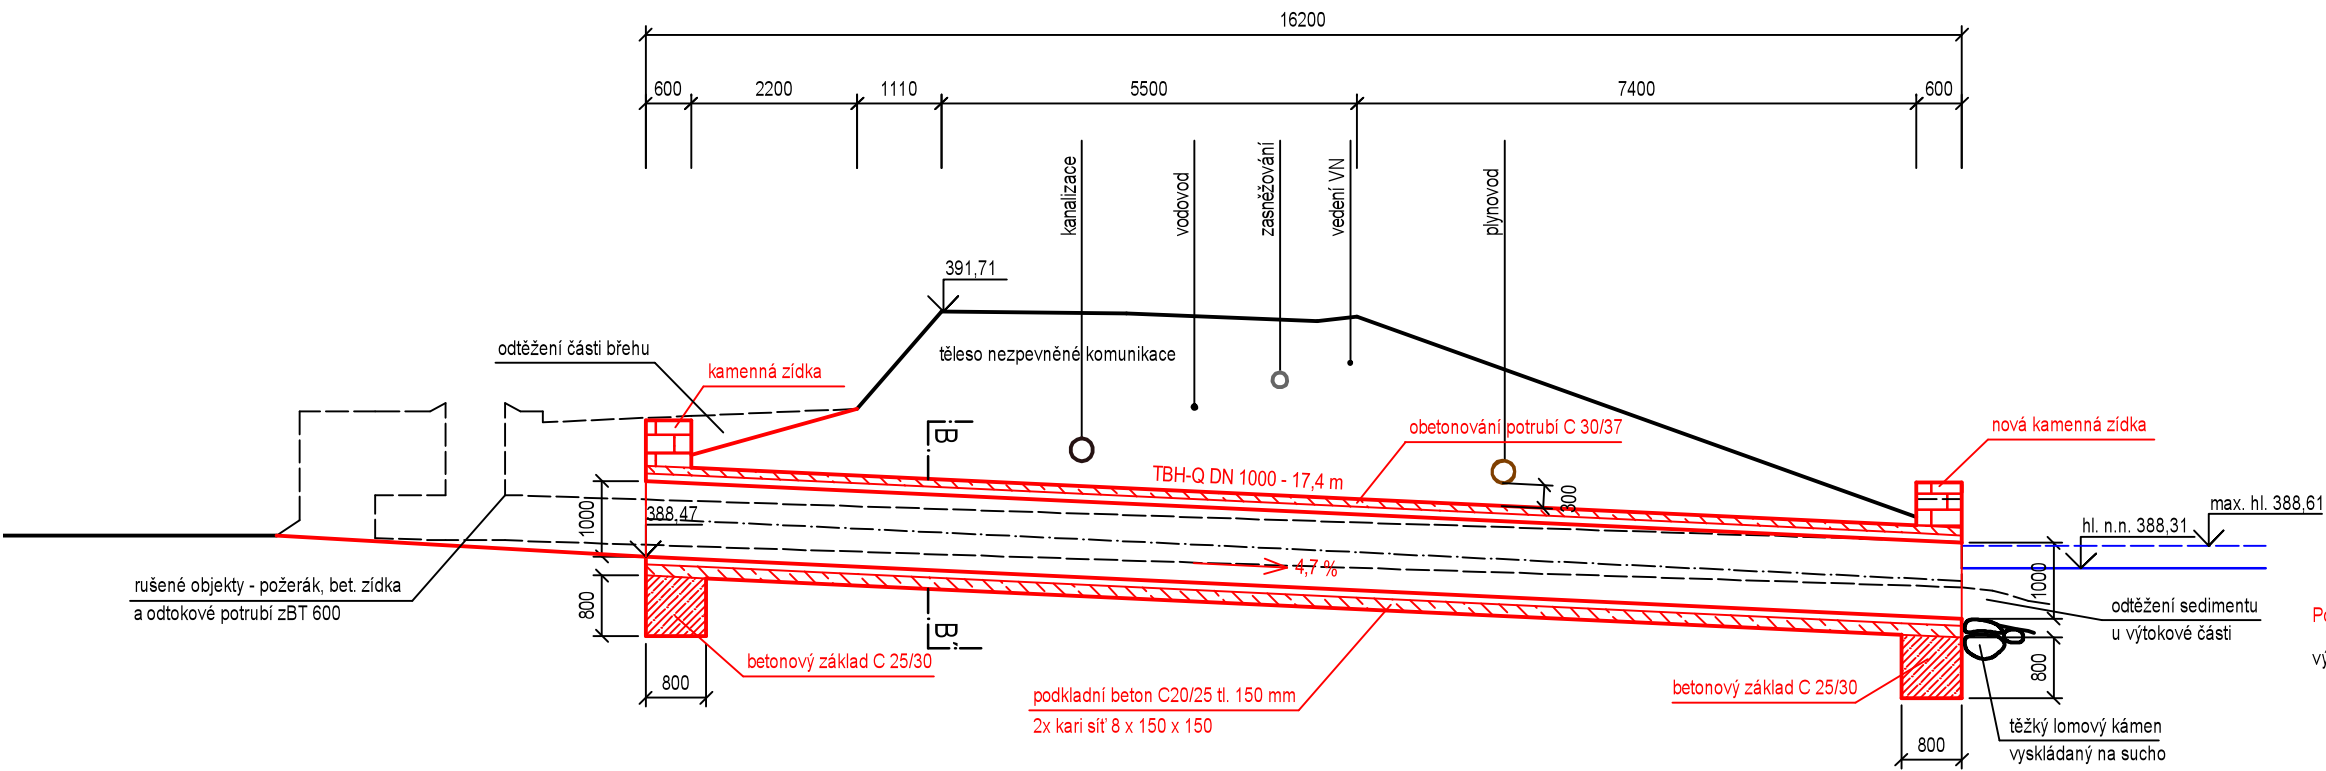 16200
600 2200 1110 5500 7400 600
kanalizace
vodovod
zasněžování
vedení VN
plynovod
391,71
odtěžení části břehu
těleso nezpevněné komunikace
kamenná zídka
obetonování potrubí C 30/37
nová kamenná zídka
B
TBH-Q DN 1000 - 17,4 m
300
max. hl. 388,61
hl. n.n. 388,31
1000
388,47
4,7 %
1000
rušené objekty - požerák, bet. zídka
a odtokové potrubí zBT 600
800
B'
odtěžení sedimentu
u výtokové části
betonový základ C 25/30
800
podkladní beton C20/25 tl. 150 mm
2x kari síť 8 x 150 x 150
betonový základ C 25/30
800
800
těžký lomový kámen
vyskládaný na sucho